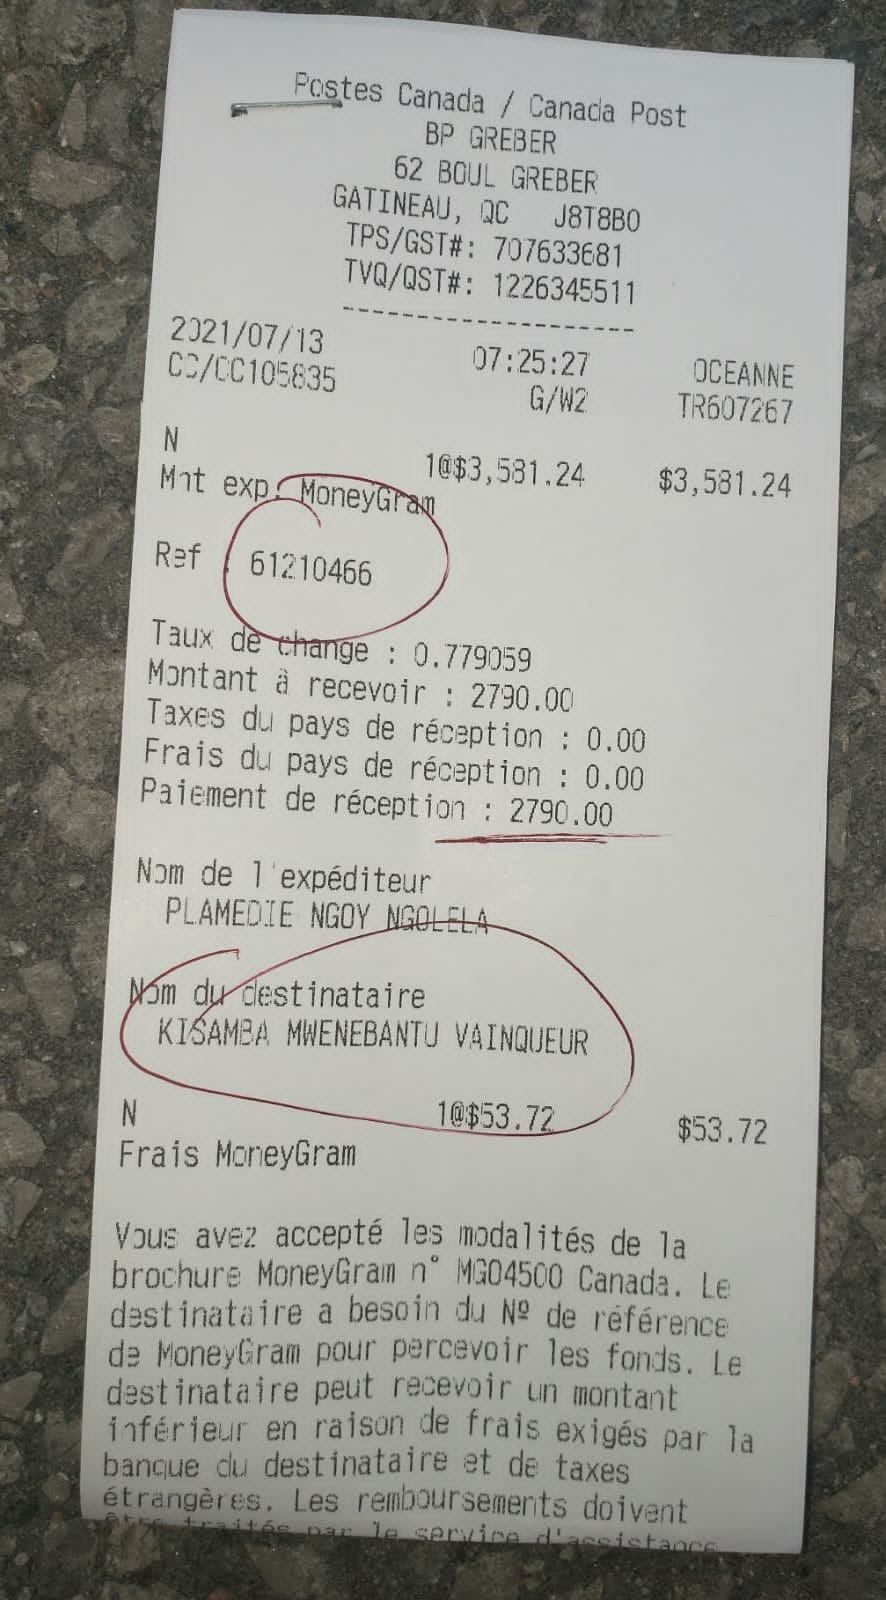 Postes Canada / Canada Post
BP GREBER
62 BOUL GREBER
GATINEAU, QC J8T8B0
TPS/GST#: 707633681
TVQ/QST#: 1226345511
--------------------
2021/07/13 07:25:27 OCEANNE
CC/CC105835 G/W2 TR607267
N 1@$3,581.24 $3,581.24
Mnt exp. MoneyGram
Ref : 61210466
Taux de change : 0.779059
Montant à recevoir : 2790.00
Taxes du pays de réception : 0.00
Frais du pays de réception : 0.00
Paiement de réception : 2790.00
Nom de l'expéditeur
PLAMEDIE NGOY NGOLELA
Nom du destinataire
KISAMBA MWENEBANTU VAINQUEUR
N 1@$53.72 $53.72
Frais MoneyGram
Vous avez accepté les modalités de la
brochure MoneyGram n° MG04500 Canada. Le
destinataire a besoin du Nº de référence
de MoneyGram pour percevoir les fonds. Le
destinataire peut recevoir un montant
inférieur en raison de frais exigés par la
banque du destinataire et de taxes
étrangères. Les remboursements doivent
être traités par le service d'assistance